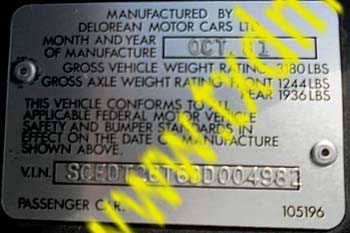 MANUFACTURED BY
DELOREAN MOTOR CARS LTD.
MONTH AND YEAR
OF MANUFACTURE OCT.
GROSS VEHICLE WEIGHT RATING 3180 LBS
GROSS AXLE WEIGHT RATING FRONT 1244 LBS
REAR 1936 LBS
THIS VEHICLE CONFORMS TO ALL
APPLICABLE FEDERAL MOTOR VEHICLE
SAFETY AND BUMPER STANDARDS IN
EFFECT ON THE DATE OF MANUFACTURE
SHOWN ABOVE.
V.I.N.
PASSENGER CAR. 105196